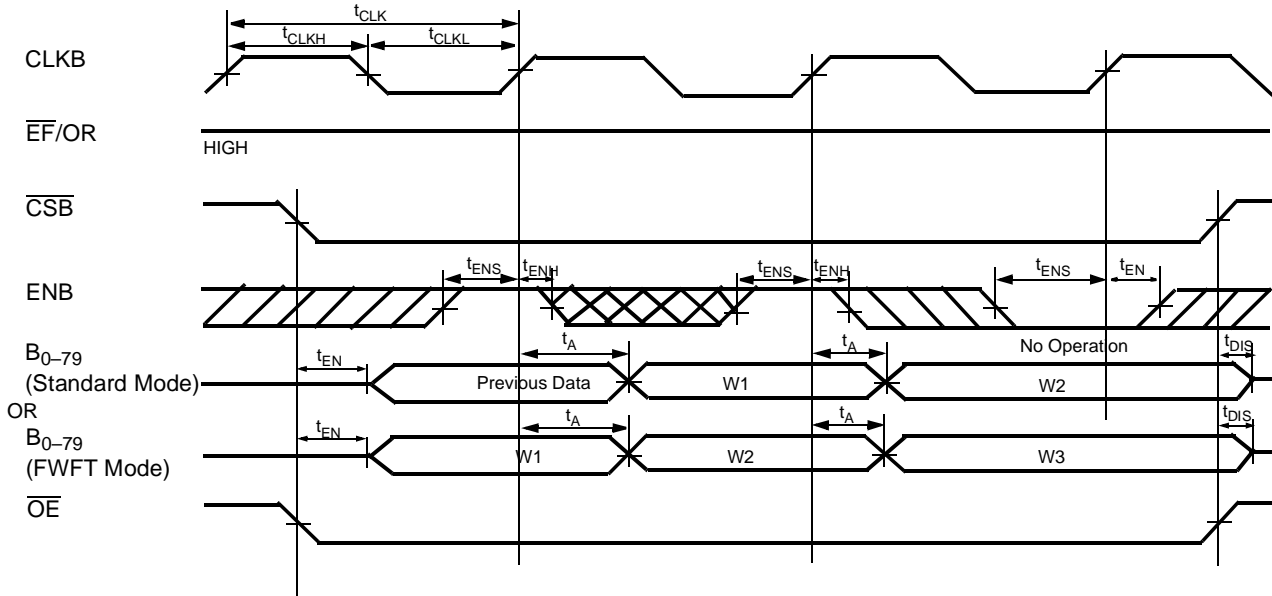 tCLK
tCLKH tCLKL
CLKB
EF/OR
HIGH
CSB
tENS tENH tENS tENH tENS tEN
ENB
tA tA No Operation
B0–79
(Standard Mode)
tEN Previous Data W1 W2 tDIS
OR
tA tA
B0–79
(FWFT Mode)
tEN W1 W2 W3 tDIS
OE